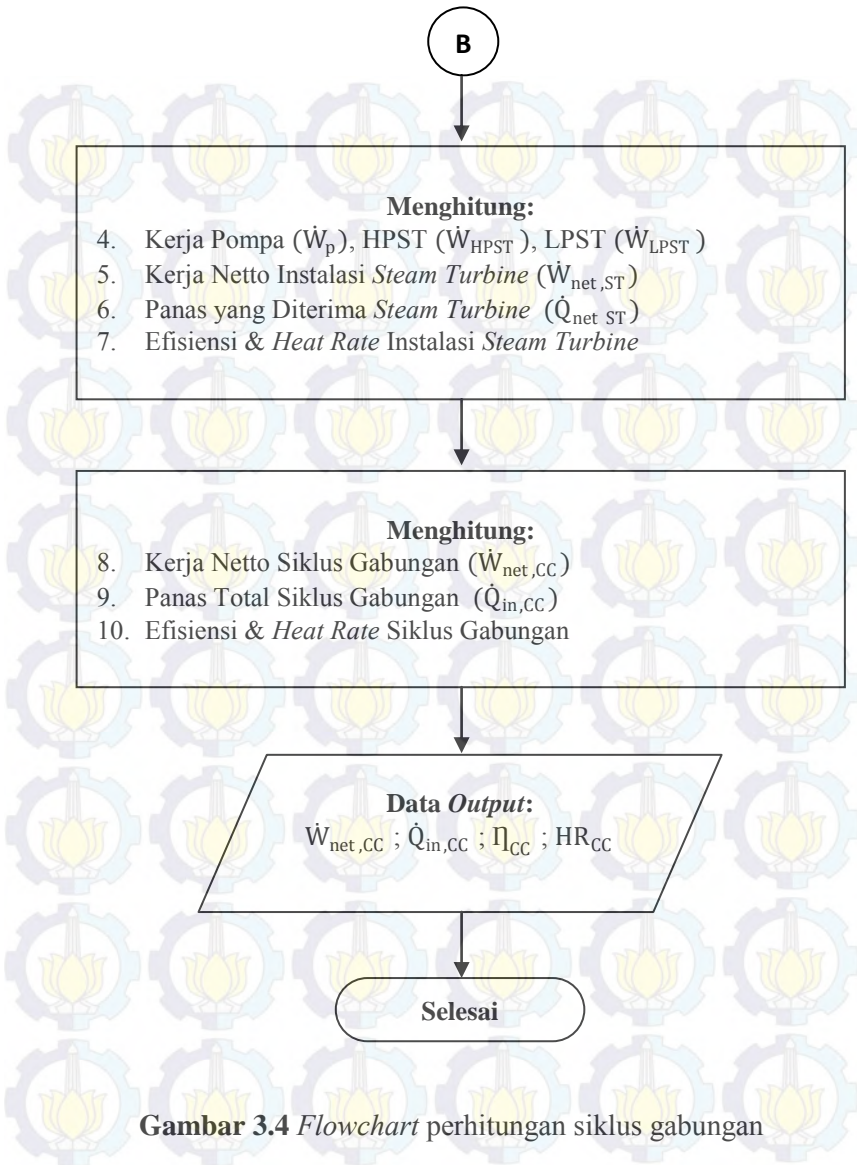 B
Menghitung:
4. Kerja Pompa (Ẇp), HPST (ẆHPST), LPST (ẆLPST)
5. Kerja Netto Instalasi Steam Turbine (Ẇnet,ST)
6. Panas yang Diterima Steam Turbine (Q̇net ST)
7. Efisiensi & Heat Rate Instalasi Steam Turbine
Menghitung:
8. Kerja Netto Siklus Gabungan (Ẇnet,CC)
9. Panas Total Siklus Gabungan (Q̇in,CC)
10. Efisiensi & Heat Rate Siklus Gabungan
Data Output:
Ẇnet,CC ; Q̇in,CC ; ȠCC ; HRCC
Selesai
Gambar 3.4 Flowchart perhitungan siklus gabungan